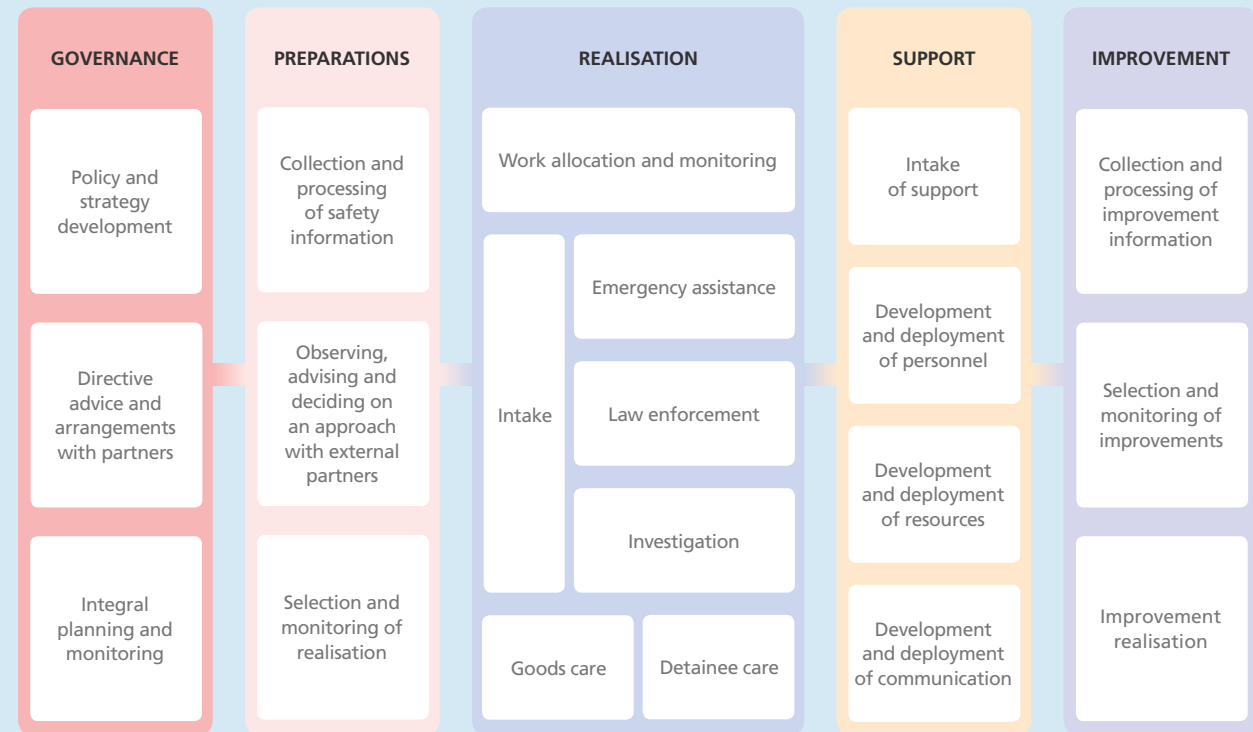 GOVERNANCE
Policy and
strategy
development
Directive
advice and
arrangements
with partners
Integral
planning and
monitoring
PREPARATIONS
Collection and
processing
of safety
information
Observing,
advising and
deciding on
an approach
with external
partners
Selection and
monitoring of
realisation
REALISATION
Work allocation and monitoring
Intake
Emergency assistance
Law enforcement
Investigation
Goods care
Detainee care
SUPPORT
Intake
of support
Development
and deployment
of personnel
Development
and deployment
of resources
Development
and deployment
of communication
IMPROVEMENT
Collection and
processing of
improvement
information
Selection and
monitoring of
improvements
Improvement
realisation